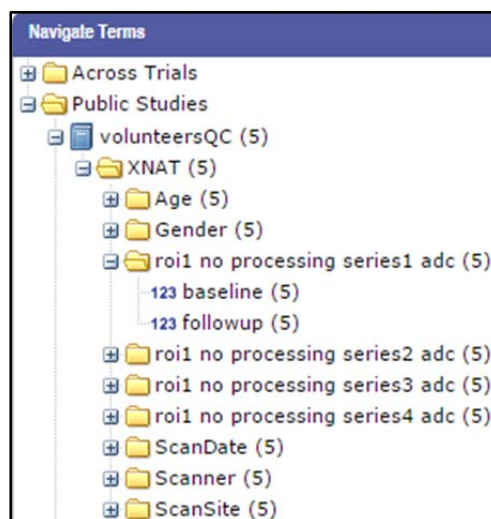 Navigate Terms
Across Trials
Public Studies
volunteersQC (5)
XNAT (5)
Age (5)
Gender (5)
roi1 no processing series1 adc (5)
123 baseline (5)
123 followup (5)
roi1 no processing series2 adc (5)
roi1 no processing series3 adc (5)
roi1 no processing series4 adc (5)
ScanDate (5)
Scanner (5)
ScanSite (5)